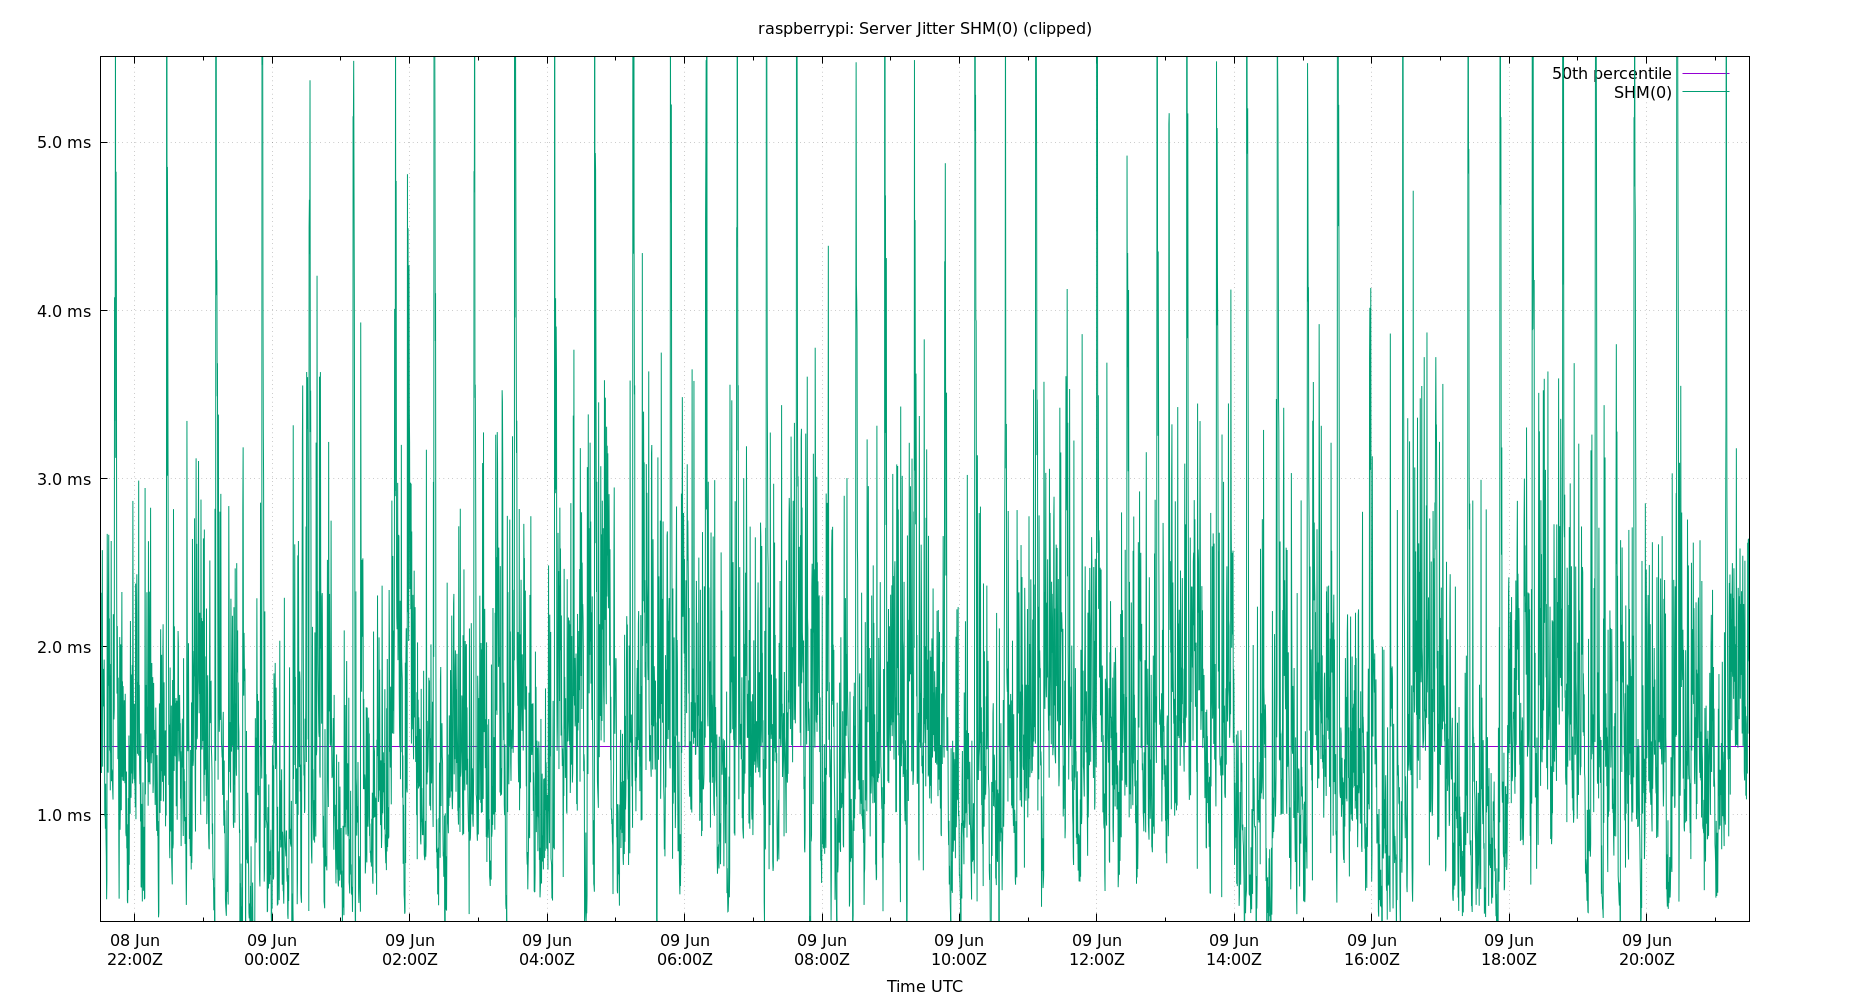 raspberrypi: Server Jitter SHM(0) (clipped)
50th percentile
SHM(0)
5.0 ms
4.0 ms
3.0 ms
2.0 ms
1.0 ms
08 Jun 09 Jun 09 Jun 09 Jun 09 Jun 09 Jun 09 Jun 09 Jun 09 Jun 09 Jun 09 Jun 09 Jun
22:00Z 00:00Z 02:00Z 04:00Z 06:00Z 08:00Z 10:00Z 12:00Z 14:00Z 16:00Z 18:00Z 20:00Z
Time UTC